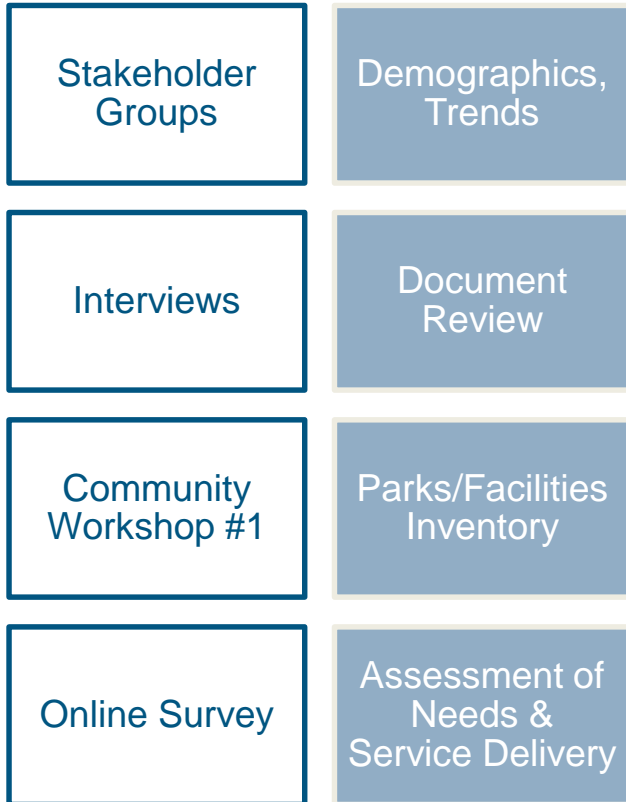 Stakeholder
Groups
Demographics,
Trends
Interviews
Document
Review
Community
Workshop #1
Parks/Facilities
Inventory
Online Survey
Assessment of
Needs &
Service Delivery